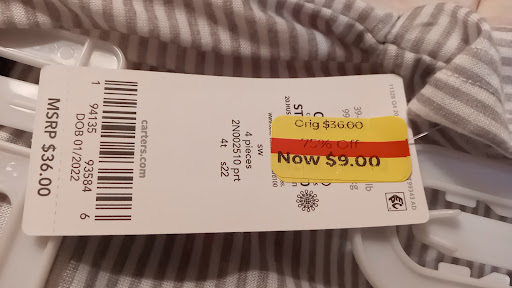 Orig $36.00
75% Off
Now $9.00
sw
4 pieces
2N002510 prt
4t
s22
carters.com
1 94135 93584 6
DOB 01/2022
MSRP $36.00